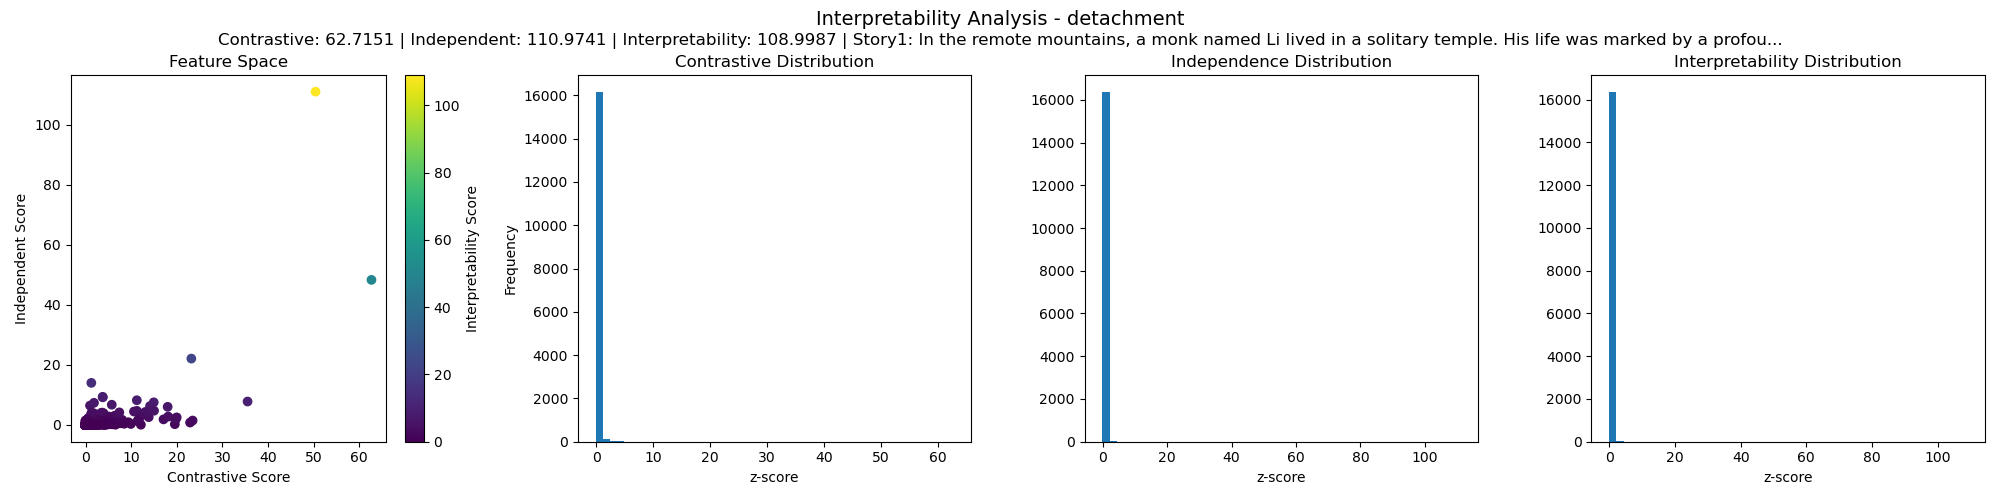 Interpretability Analysis - detachment
Contrastive: 62.7151 | Independent: 110.9741 | Interpretability: 108.9987 | Story1: In the remote mountains, a monk named Li lived in a solitary temple. His life was marked by a profou...
Feature Space
Independent Score
100
80
60
40
20
0
0 10 20 30 40 50 60
Contrastive Score
100
80
60
40
20
0
Interpretability Score
Contrastive Distribution
Frequency
16000
14000
12000
10000
8000
6000
4000
2000
0
0 10 20 30 40 50 60
z-score
Independence Distribution
16000
14000
12000
10000
8000
6000
4000
2000
0
0 20 40 60 80 100
z-score
Interpretability Distribution
16000
14000
12000
10000
8000
6000
4000
2000
0
0 20 40 60 80 100
z-score